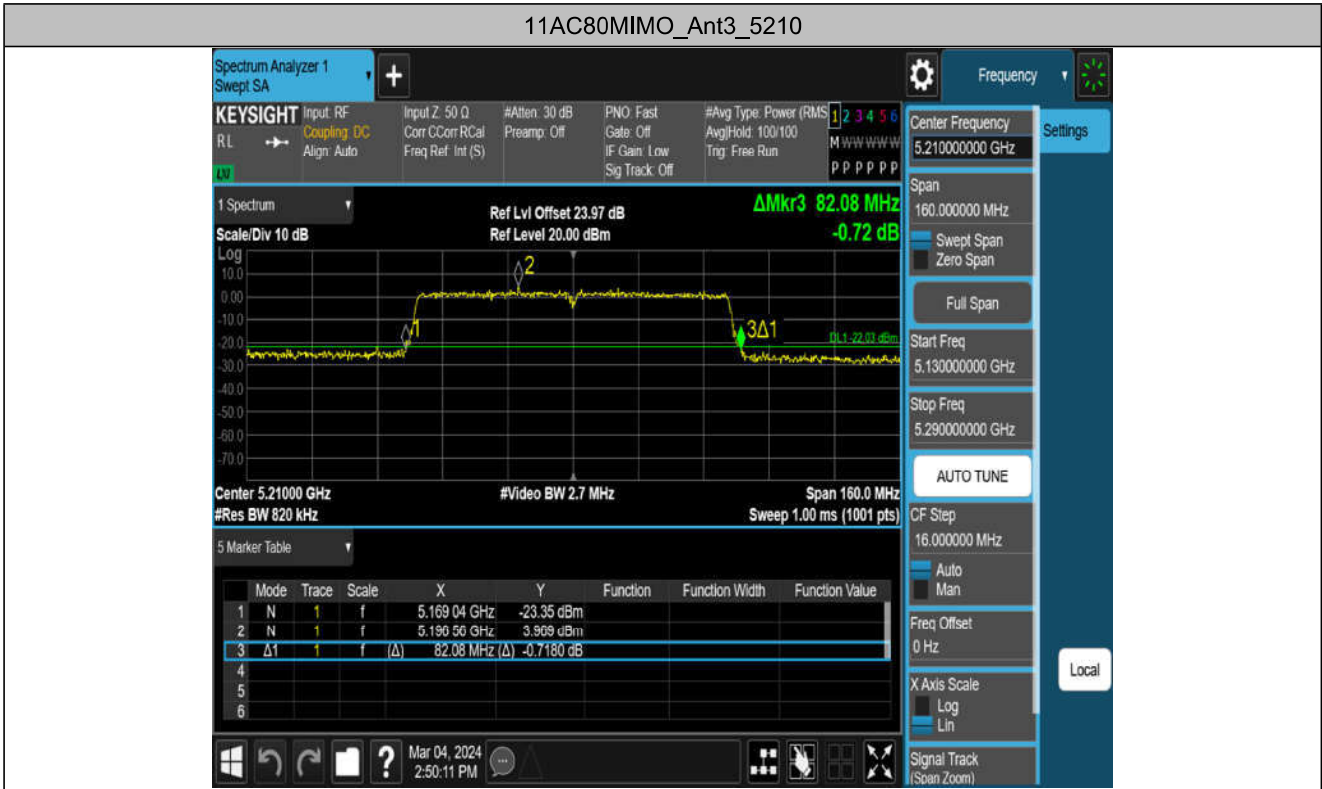 11AC80MIMO_Ant3_5210
Spectrum Analyzer 1
Swept SA
+
Frequency
KEYSIGHT
RL
LXI
Input: RF
Coupling: DC
Align: Auto
Input Z: 50 Ω
Corr CCorr RCal
Freq Ref: Int (S)
#Atten: 30 dB
Preamp: Off
PNO: Fast
Gate: Off
IF Gain: Low
Sig Track: Off
#Avg Type: Power (RMS
Avg|Hold: 100/100
Trig: Free Run
1 2 3 4 5 6
M W W W W W
P P P P P P
Center Frequency
5.210000000 GHz
Settings
Span
160.000000 MHz
Swept Span
Zero Span
Full Span
Start Freq
5.130000000 GHz
Stop Freq
5.290000000 GHz
AUTO TUNE
CF Step
16.000000 MHz
Auto
Man
Freq Offset
0 Hz
X Axis Scale
Log
Lin
Signal Track
(Span Zoom)
Local
1 Spectrum
Scale/Div 10 dB
Ref Lvl Offset 23.97 dB
Ref Level 20.00 dBm
ΔMkr3 82.08 MHz
-0.72 dB
Log
10.0
0.00
-10.0
-20.0
-30.0
-40.0
-50.0
-60.0
-70.0
2
1
3Δ1
DL1 -22.03 dBm
Center 5.21000 GHz
#Res BW 820 kHz
#Video BW 2.7 MHz
Span 160.0 MHz
Sweep 1.00 ms (1001 pts)
5 Marker Table
Mode Trace Scale X Y Function Function Width Function Value
1 N 1 f 5.169 04 GHz -23.35 dBm
2 N 1 f 5.196 56 GHz 3.969 dBm
3 Δ1 1 f (Δ) 82.08 MHz (Δ) -0.7180 dB
4
5
6
?
Mar 04, 2024
2:50:11 PM